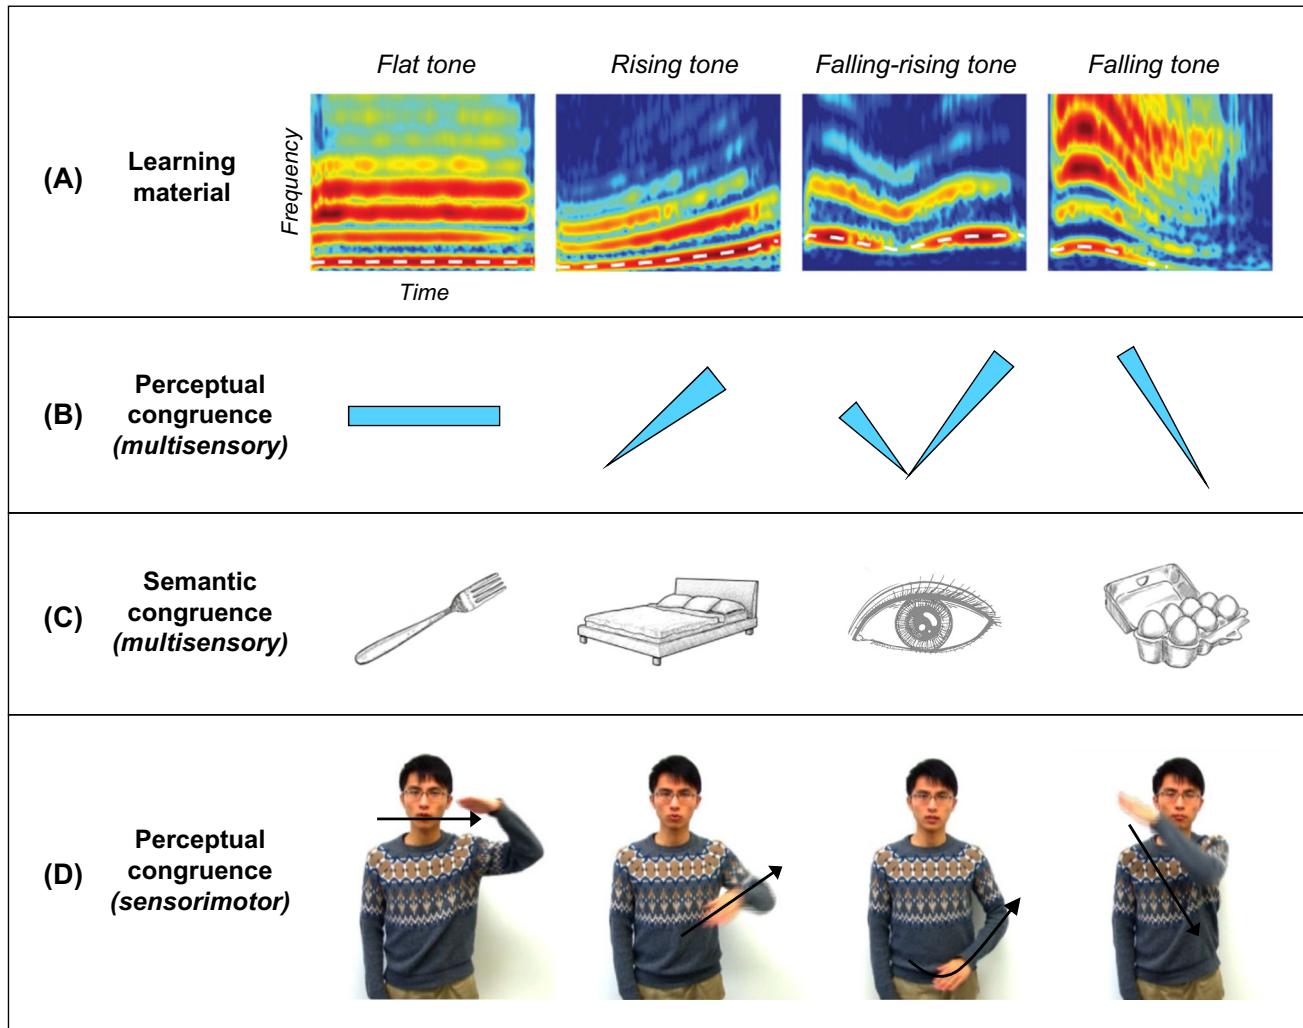 Flat tone
Rising tone
Falling-rising tone
Falling tone
(A)
Learning
material
Frequency
Time
(B)
Perceptual
congruence
(multisensory)
(C)
Semantic
congruence
(multisensory)
(D)
Perceptual
congruence
(sensorimotor)